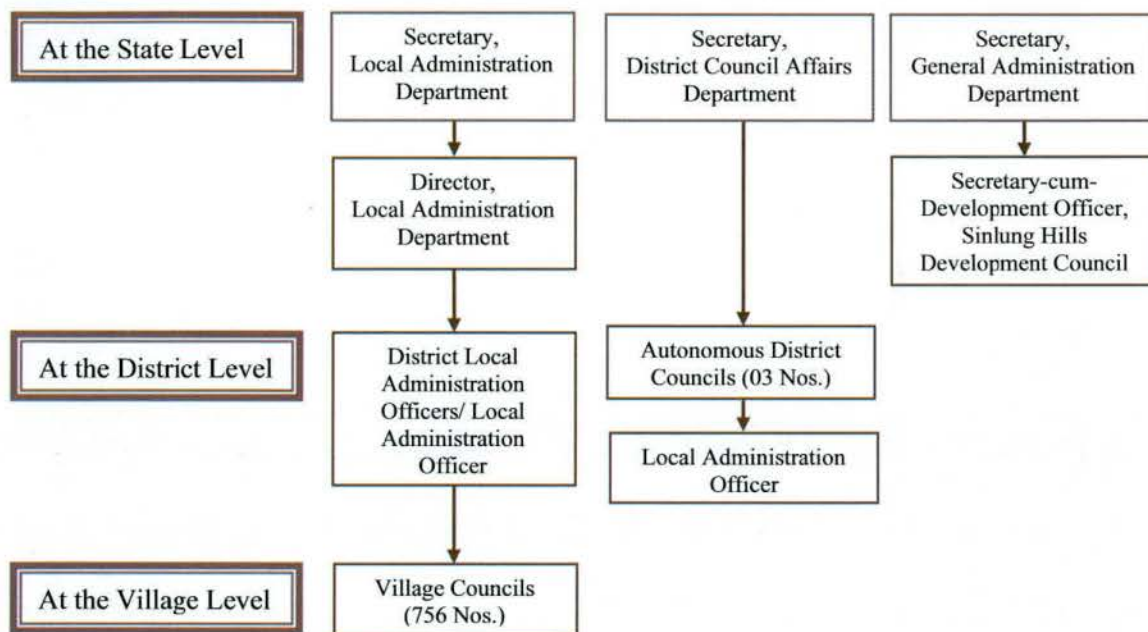 At the State Level
Secretary,
Local Administration
Department
Secretary,
District Council Affairs
Department
Secretary,
General Administration
Department
Director,
Local Administration
Department
Secretary-cum-
Development Officer,
Sinlung Hills
Development Council
At the District Level
District Local
Administration
Officers/ Local
Administration
Officer
Autonomous District
Councils (03 Nos.)
Local Administration
Officer
At the Village Level
Village Councils
(756 Nos.)